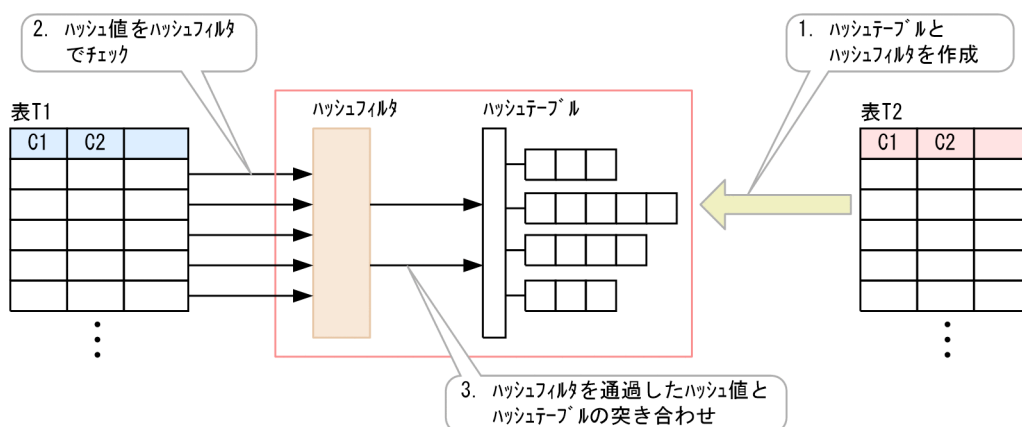 2. ﾊｯｼｭ値をﾊｯｼｭﾌｨﾙﾀ
でﾁｪｯｸ
1. ﾊｯｼｭﾃｰﾌﾞﾙと
ﾊｯｼｭﾌｨﾙﾀを作成
表T1
ﾊｯｼｭﾌｨﾙﾀ
ﾊｯｼｭﾃｰﾌﾞﾙ
表T2
C1 C2
C1 C2
3. ﾊｯｼｭﾌｨﾙﾀを通過したﾊｯｼｭ値と
ﾊｯｼｭﾃｰﾌﾞﾙの突き合わせ